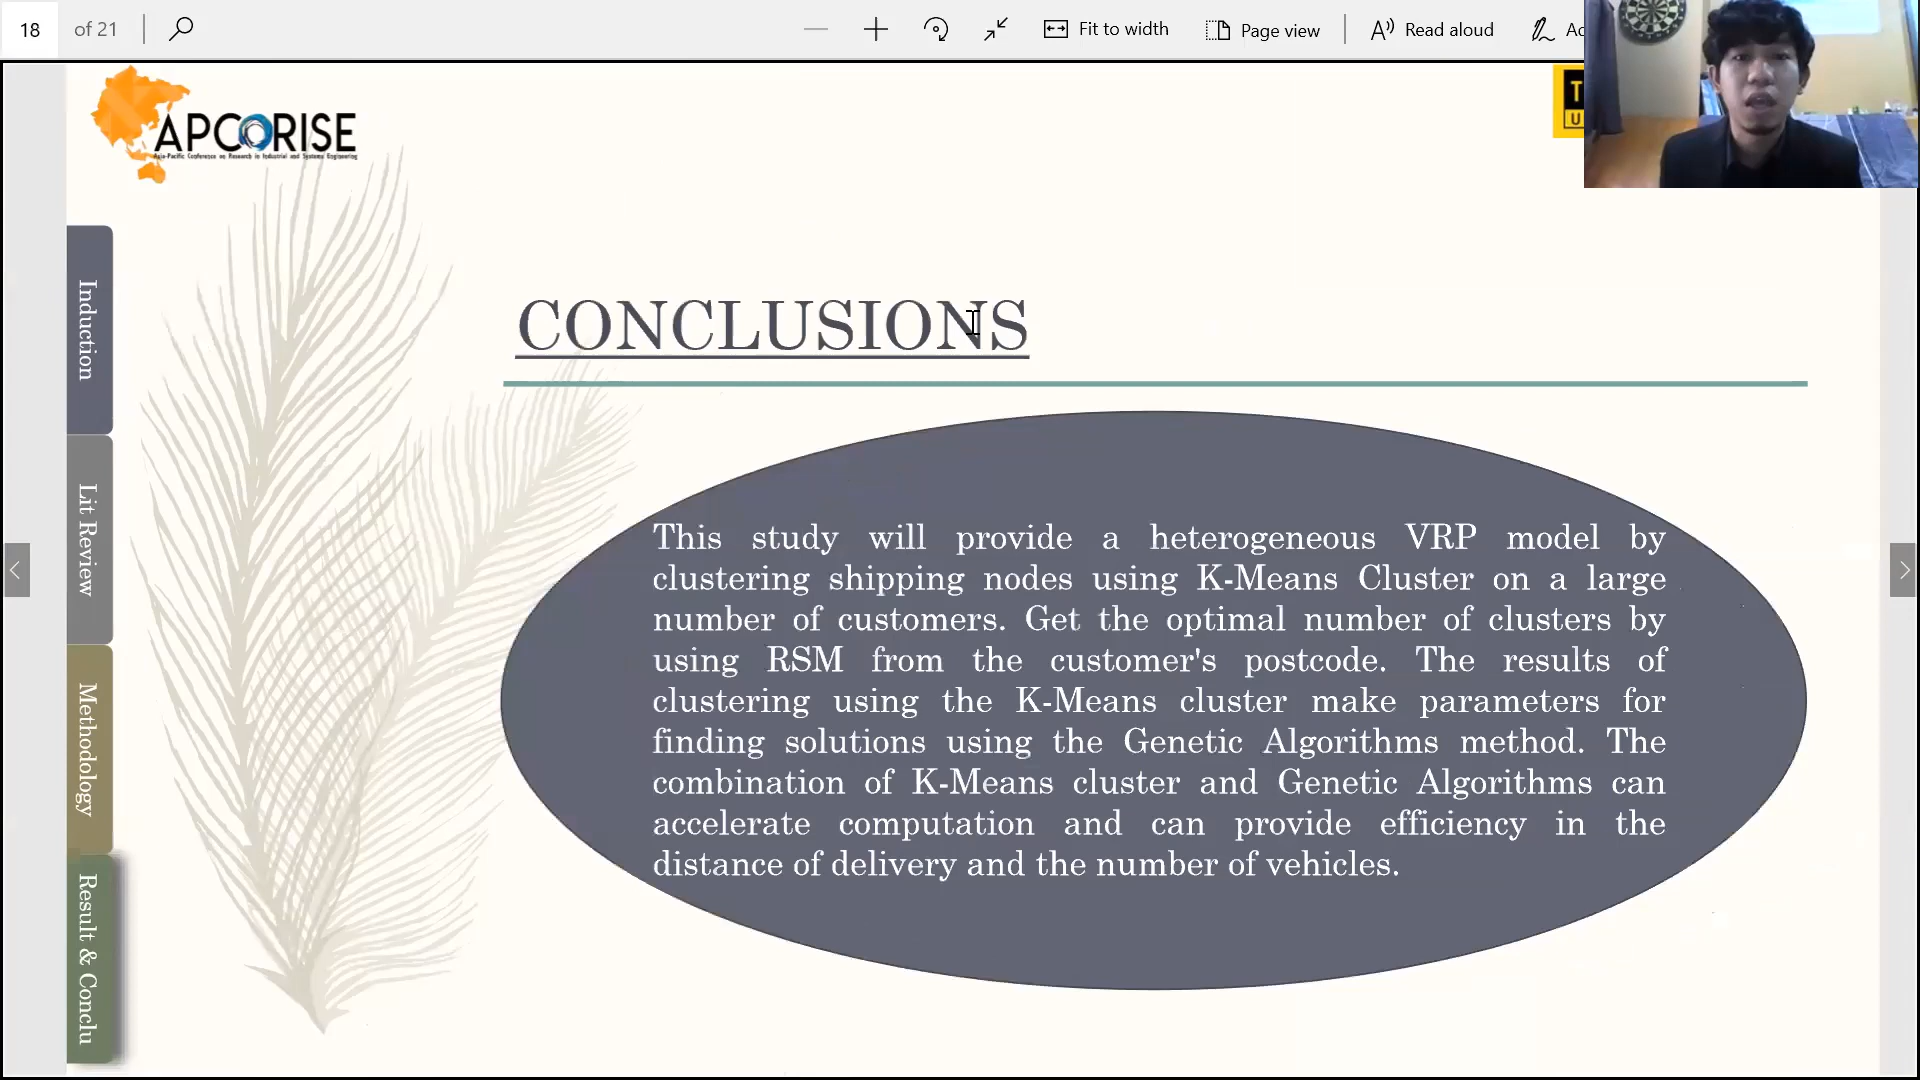 18 of 21 Fit to width Page view Read aloud
APCORISE
Asia-Pacific Conference on Research in Industrial and Systems Engineering
T
U
Induction
Lit Review
Methodology
Result & Conclu
CONCLUSIONS
This study will provide a heterogeneous VRP model by
clustering shipping nodes using K-Means Cluster on a large
number of customers. Get the optimal number of clusters by
using RSM from the customer's postcode. The results of
clustering using the K-Means cluster make parameters for
finding solutions using the Genetic Algorithms method. The
combination of K-Means cluster and Genetic Algorithms can
accelerate computation and can provide efficiency in the
distance of delivery and the number of vehicles.